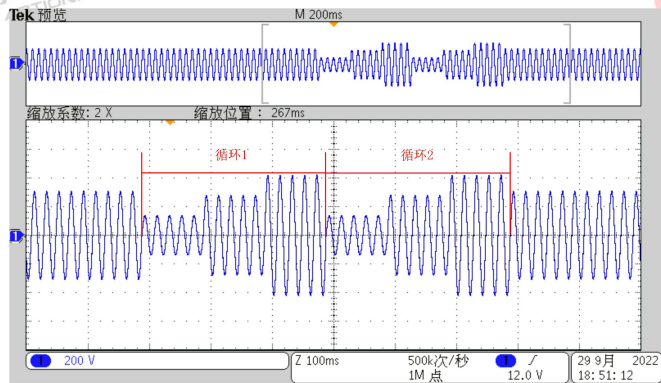 Tek 预览
M 200ms
1
缩放系数: 2 X
缩放位置: 267ms
循环1
循环2
1
1
200 V
Z 100ms
500k次/秒
1M 点
1
12.0 V
29 9月 2022
18:51:12